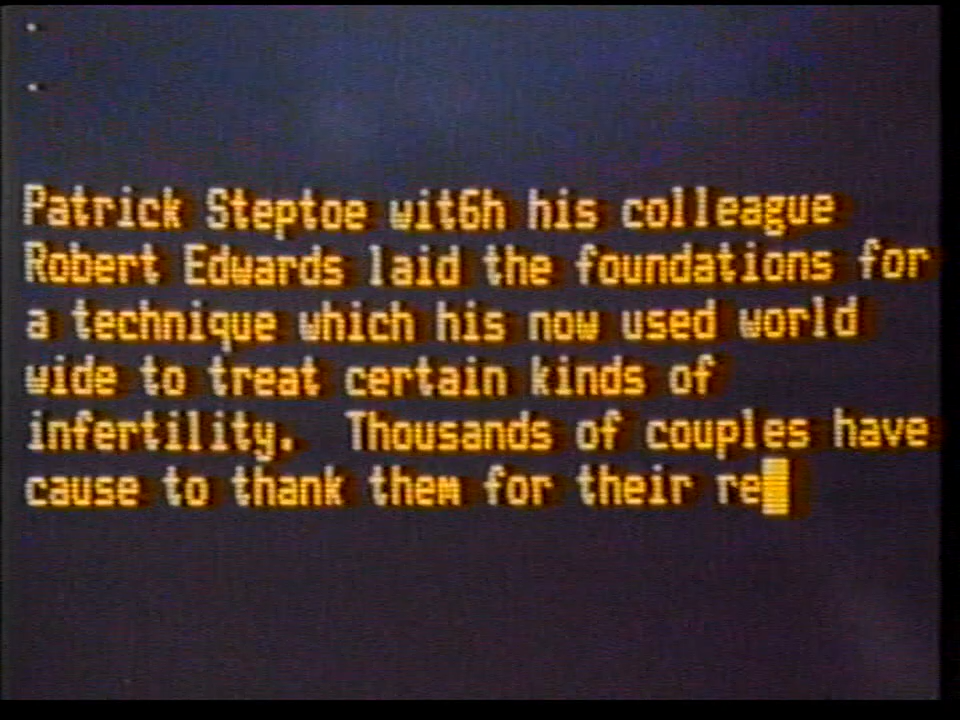 Patrick Steptoe wit6h his colleague
Robert Edwards laid the foundations for
a technique which his now used world
wide to treat certain kinds of
infertility.  Thousands of couples have
cause to thank them for their re